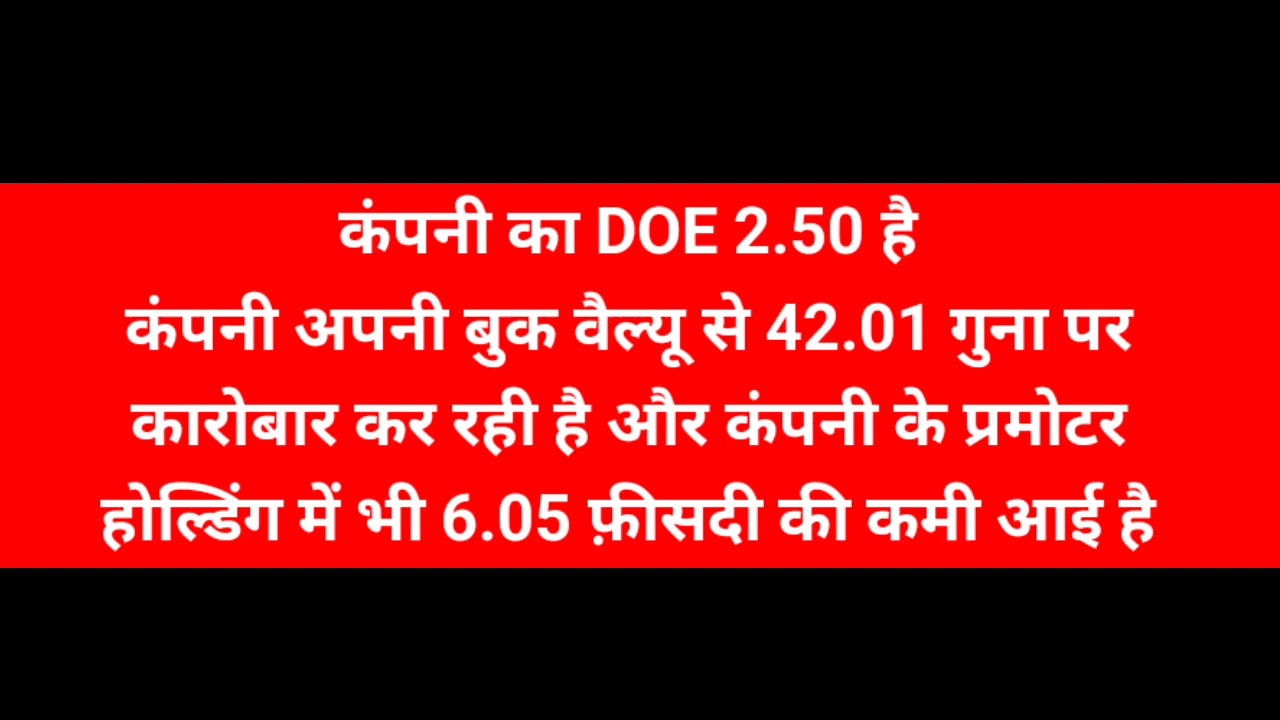 कंपनी का DOE 2.50 है
कंपनी अपनी बुक वैल्यू से 42.01 गुना पर
कारोबार कर रही है और कंपनी के प्रमोटर
होल्डिंग में भी 6.05 फ़ीसदी की कमी आई है